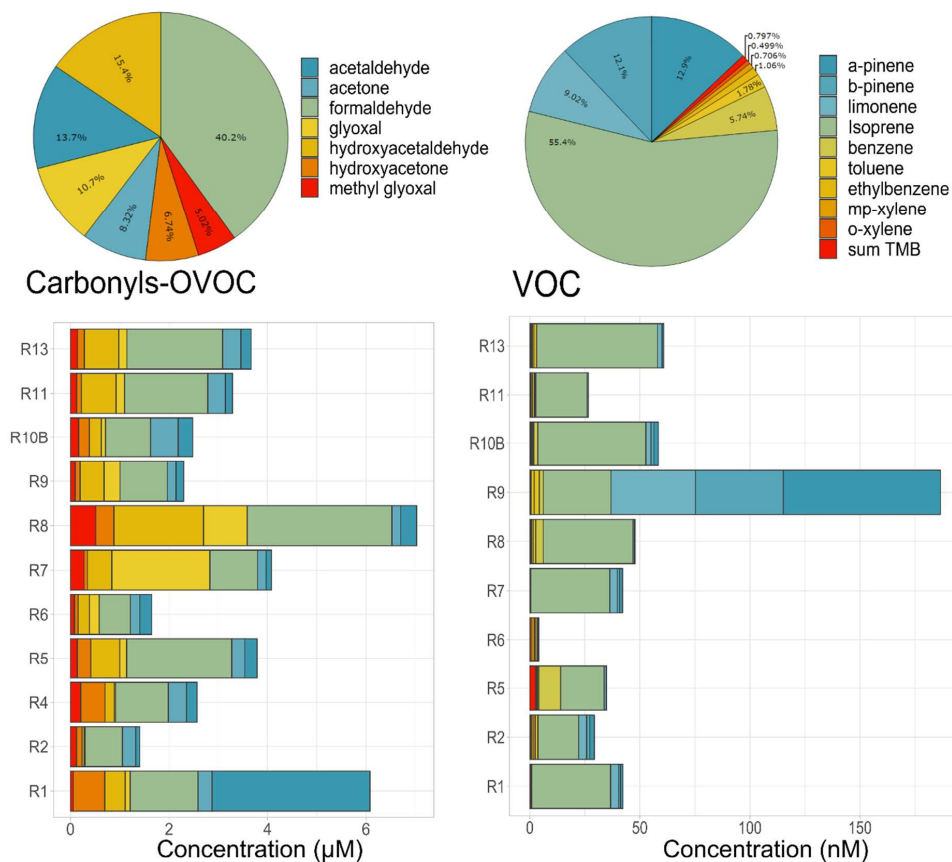 15.4%
40.2%
13.7%
10.7%
8.32%
6.74%
5.02%
acetaldehyde
acetone
formaldehyde
glyoxal
hydroxyacetaldehyde
hydroxyacetone
methyl glyoxal
Carbonyls-OVOC
0.797%
0.499%
0.706%
1.06%
12.1%
12.9%
1.78%
9.02%
5.74%
55.4%
a-pinene
b-pinene
limonene
Isoprene
benzene
toluene
ethylbenzene
mp-xylene
o-xylene
sum TMB
VOC
R13
R11
R10B
R9
R8
R7
R6
R5
R4
R2
R1
0 2 4 6
Concentration (µM)
R13
R11
R10B
R9
R8
R7
R6
R5
R2
R1
0 50 100 150
Concentration (nM)